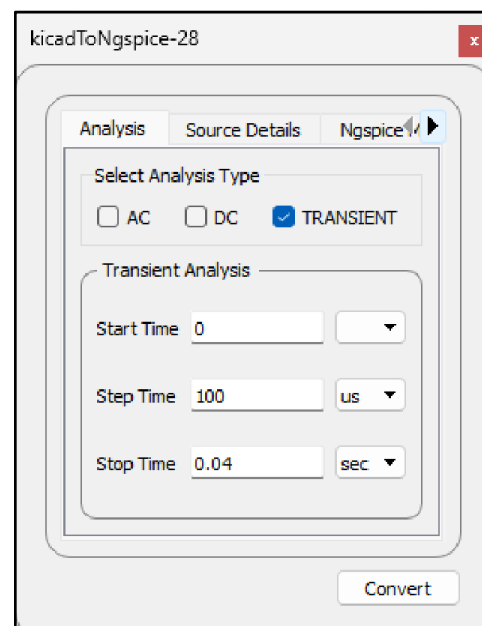 kicadToNgspice-28 x
Analysis Source Details Ngspice
Select Analysis Type
AC DC TRANSIENT
Transient Analysis
Start Time 0
Step Time 100 us
Stop Time 0.04 sec
Convert